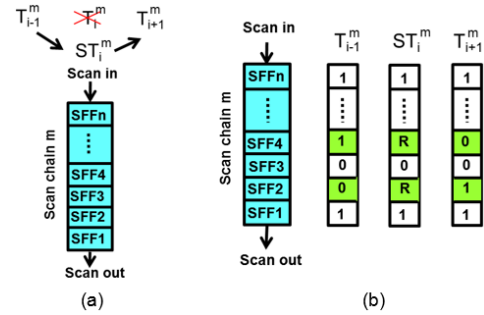 T_{i-1}^m T_i^m T_{i+1}^m
ST_i^m
Scan in
Scan chain m
SFFn
SFF4
SFF3
SFF2
SFF1
Scan out
(a)
Scan in
T_{i-1}^m ST_i^m T_{i+1}^m
Scan chain m
SFFn 1 1 1
SFF4 1 R 0
SFF3 0 0 0
SFF2 0 R 1
SFF1 1 1 1
Scan out
(b)